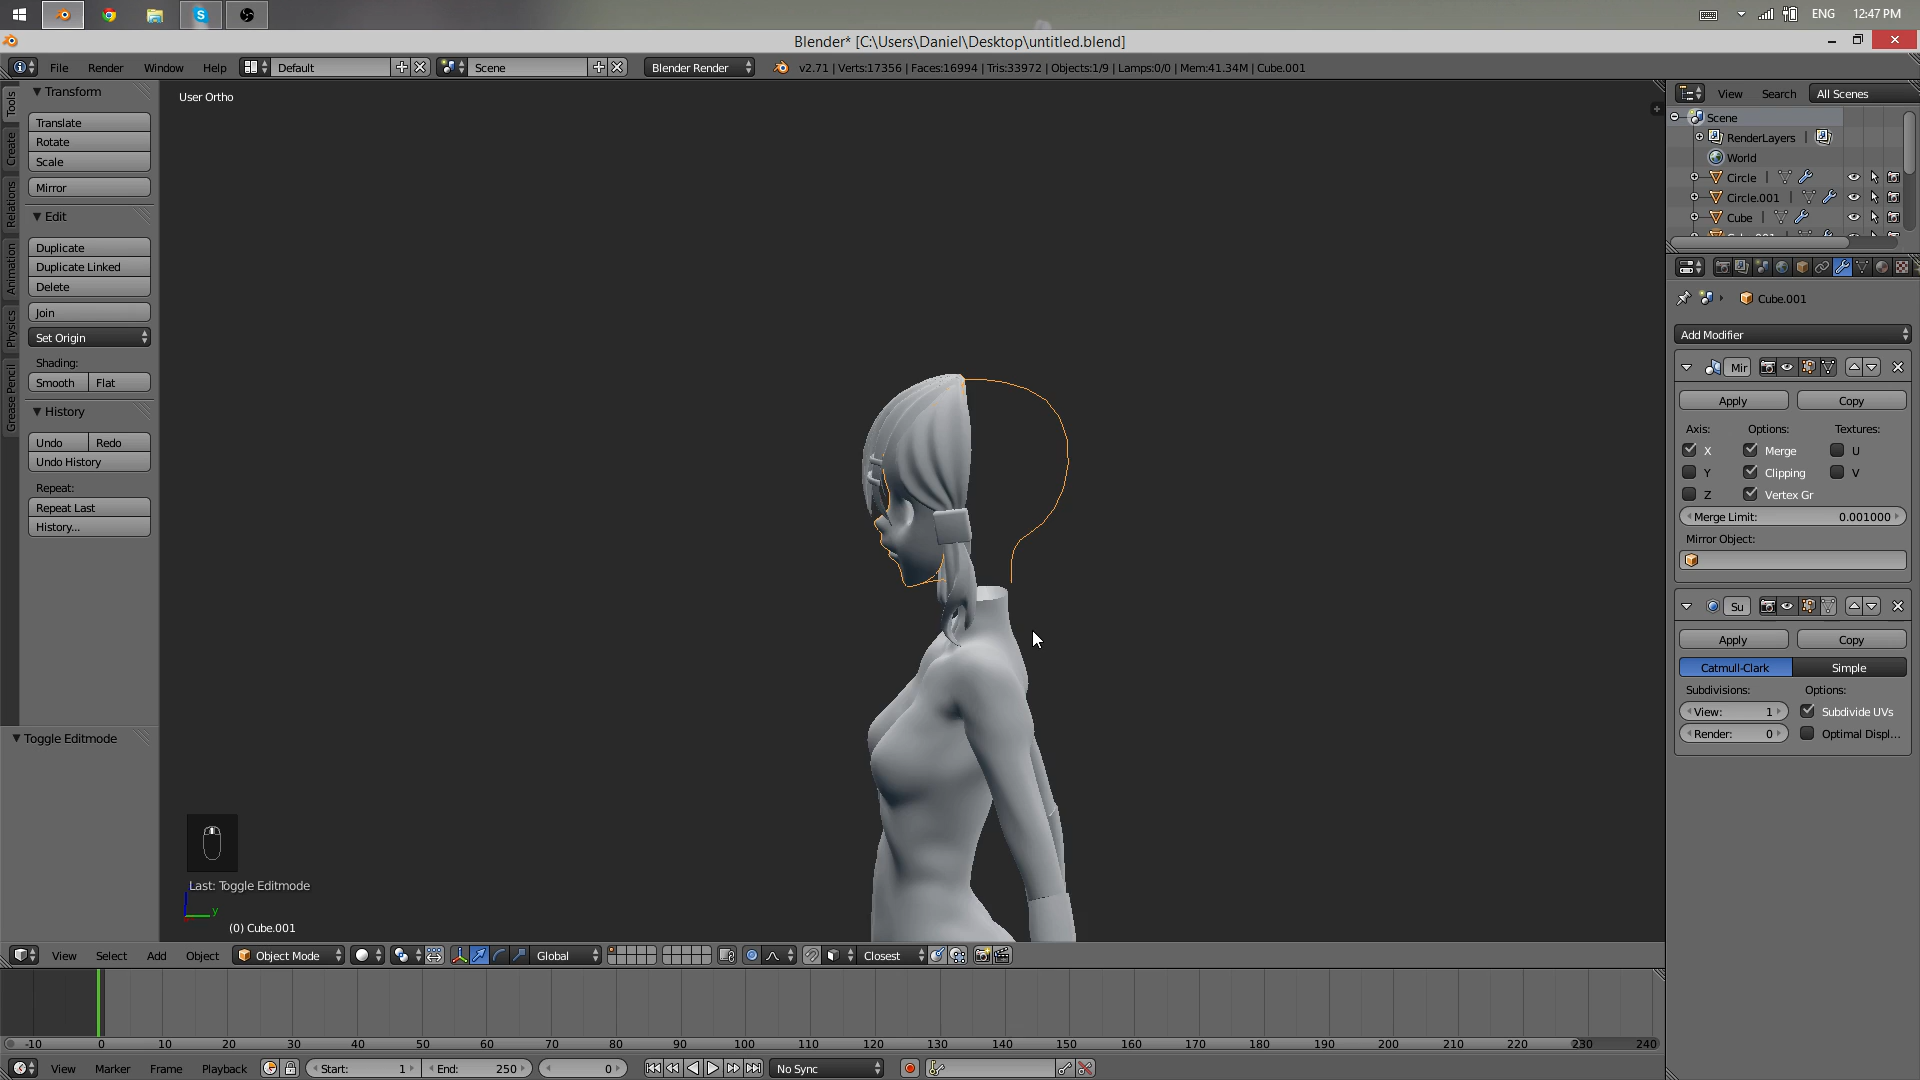 ENG 12:47 PM
Blender* [C:\Users\Daniel\Desktop\untitled.blend]
File Render Window Help Default Scene Blender Render v2.71 | Verts:17356 | Faces:16994 | Tris:33972 | Objects:1/9 | Lamps:0/0 | Mem:41.34M | Cube.001
Tools
Create
Relations
Animation
Physics
Grease Pencil
Transform
Translate
Rotate
Scale
Mirror
Edit
Duplicate
Duplicate Linked
Delete
Join
Set Origin
Shading:
Smooth Flat
History
Undo Redo
Undo History
Repeat:
Repeat Last
History...
Toggle Editmode
User Ortho
Last: Toggle Editmode
y
(0) Cube.001
View Search All Scenes
Scene
RenderLayers |
World
Circle |
Circle.001 |
Cube |
Cube.001
Add Modifier
Mir
Apply Copy
Axis: Options: Textures:
X Merge U
Y Clipping V
Z Vertex Gr
Merge Limit: 0.001000
Mirror Object:
Su
Apply Copy
Catmull-Clark Simple
Subdivisions: Options:
View: 1 Subdivide UVs
Render: 0 Optimal Displ...
View Select Add Object Object Mode Global Closest
-10 0 10 20 30 40 50 60 70 80 90 100 110 120 130 140 150 160 170 180 190 200 210 220 230 240
View Marker Frame Playback Start: 1 End: 250 0 No Sync